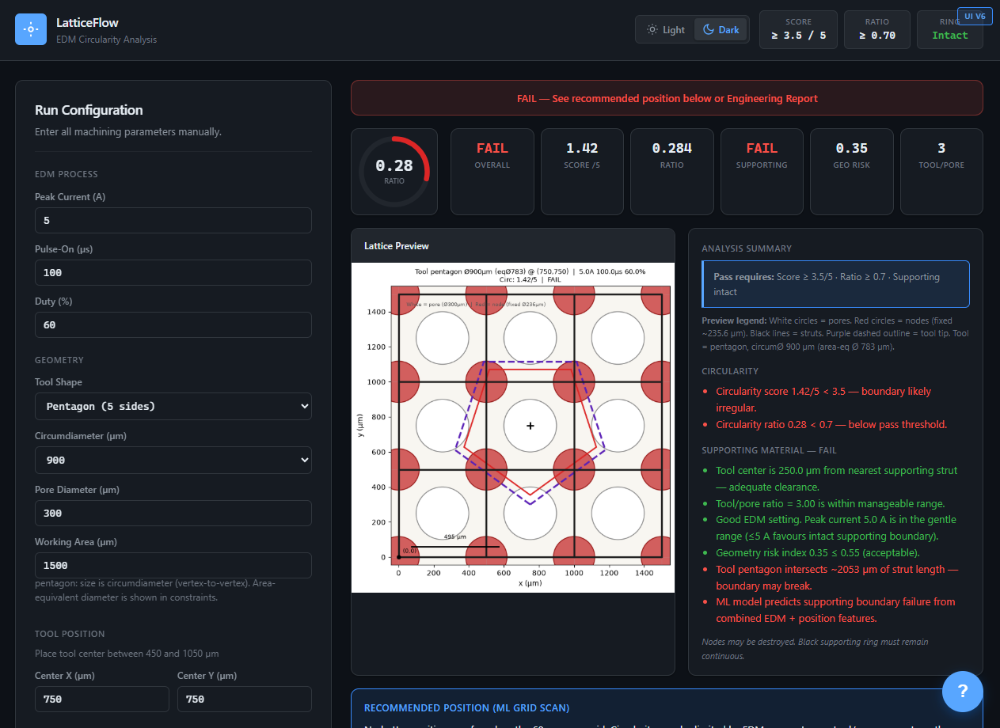 LatticeFlow
EDM Circularity Analysis
Light
Dark
SCORE
≥ 3.5 / 5
RATIO
≥ 0.70
RING
Intact
UI V6
Run Configuration
Enter all machining parameters manually.
EDM PROCESS
Peak Current (A)
5
Pulse-On (µs)
100
Duty (%)
60
GEOMETRY
Tool Shape
Pentagon (5 sides)
Circumdiameter (µm)
900
Pore Diameter (µm)
300
Working Area (µm)
1500
pentagon: size is circumdiameter (vertex-to-vertex). Area-
equivalent diameter is shown in constraints.
TOOL POSITION
Place tool center between 450 and 1050 µm
Center X (µm)
Center Y (µm)
750
750
FAIL — See recommended position below or Engineering Report
0.28
RATIO
FAIL
OVERALL
1.42
SCORE /5
0.284
RATIO
FAIL
SUPPORTING
0.35
GEO RISK
3
TOOL/PORE
Lattice Preview
Tool pentagon Ø900µm (eqØ783) @ (750,750) | 5.0A 100.0µs 60.0%
Circ: 1.42/5 | FAIL
White = pore (Ø300µm) | Red = node (fixed Ø236µm)
1400
1200
1000
800
600
400
200
0
y (µm)
495 µm
(0,0)
0 200 400 600 800 1000 1200 1400
x (µm)
ANALYSIS SUMMARY
Pass requires: Score ≥ 3.5/5 · Ratio ≥ 0.7 · Supporting
intact
Preview legend: White circles = pores. Red circles = nodes (fixed
~235.6 µm). Black lines = struts. Purple dashed outline = tool tip. Tool
= pentagon, circumØ 900 µm (area-eq Ø 783 µm).
CIRCULARITY
• Circularity score 1.42/5 < 3.5 — boundary likely
irregular.
• Circularity ratio 0.28 < 0.7 — below pass threshold.
SUPPORTING MATERIAL — FAIL
• Tool center is 250.0 µm from nearest supporting strut
— adequate clearance.
• Tool/pore ratio = 3.00 is within manageable range.
• Good EDM setting. Peak current 5.0 A is in the gentle
range (≤5 A favours intact supporting boundary).
• Geometry risk index 0.35 ≤ 0.55 (acceptable).
• Tool pentagon intersects ~2053 µm of strut length —
boundary may break.
• ML model predicts supporting boundary failure from
combined EDM + position features.
Nodes may be destroyed. Black supporting ring must remain
continuous.
?
RECOMMENDED POSITION (ML GRID SCAN)